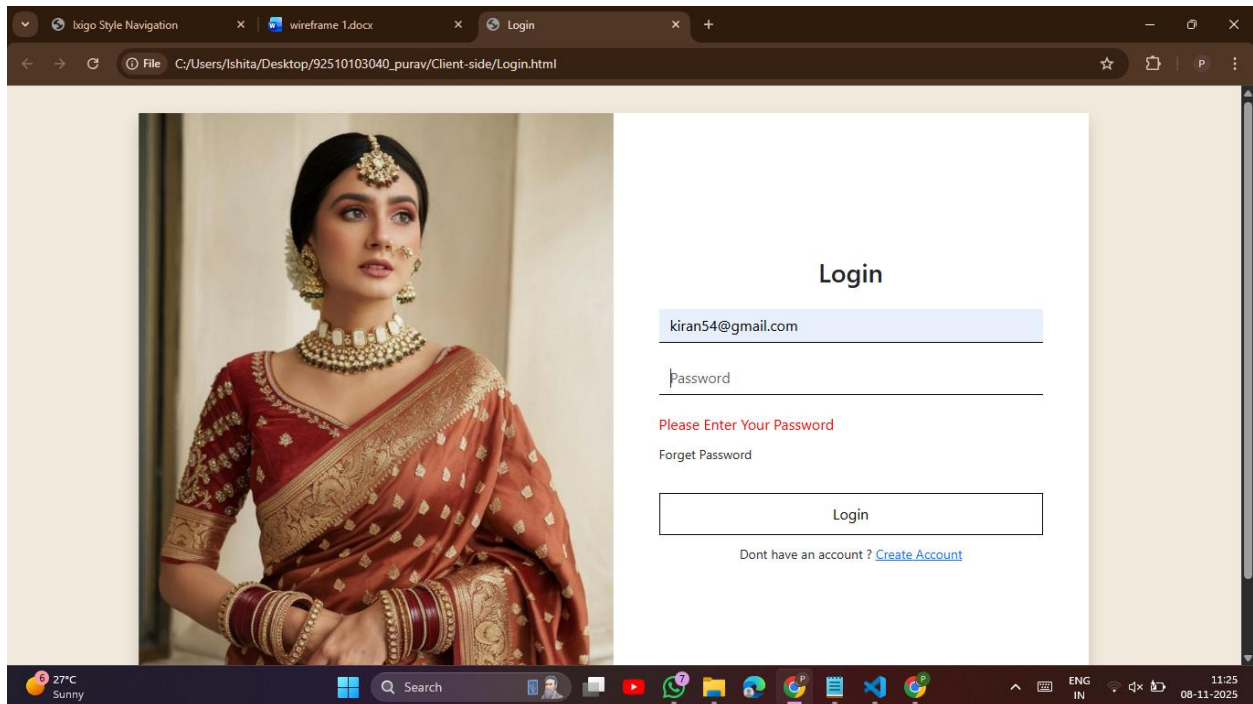 Ixigo Style Navigation
wireframe 1.docx
Login
File C:/Users/Ishita/Desktop/92510103040_purav/Client-side/Login.html
P
Login
kiran54@gmail.com
Password
Please Enter Your Password
Forget Password
Login
Dont have an account ? Create Account
6
27°C
Sunny
Search
7
P
P
ENG
IN
11:25
08-11-2025